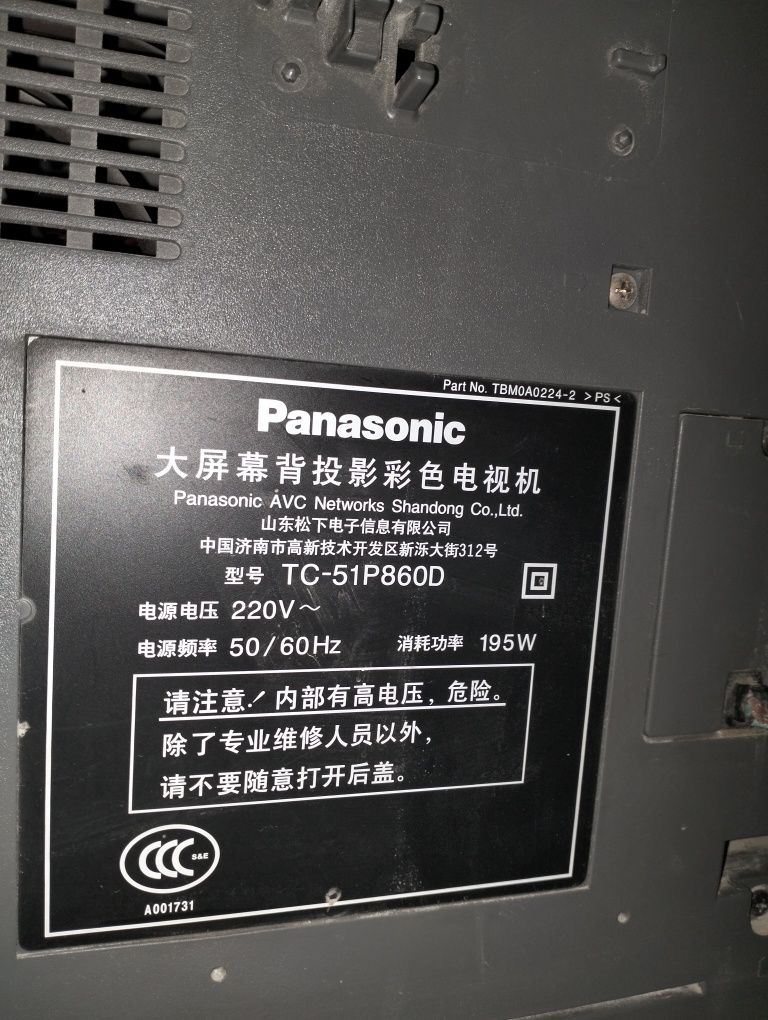 Part No. TBM0A0224-2 >PS<
Panasonic
大屏幕背投影彩色电视机
Panasonic AVC Networks Shandong Co.,Ltd.
山东松下电子信息有限公司
中国济南市高新技术开发区新泺大街312号
型号 TC-51P860D
电源电压 220V～
电源频率 50/60Hz 消耗功率 195W
请注意！内部有高电压，危险。
除了专业维修人员以外，
请不要随意打开后盖。
CCC S&E
A001731